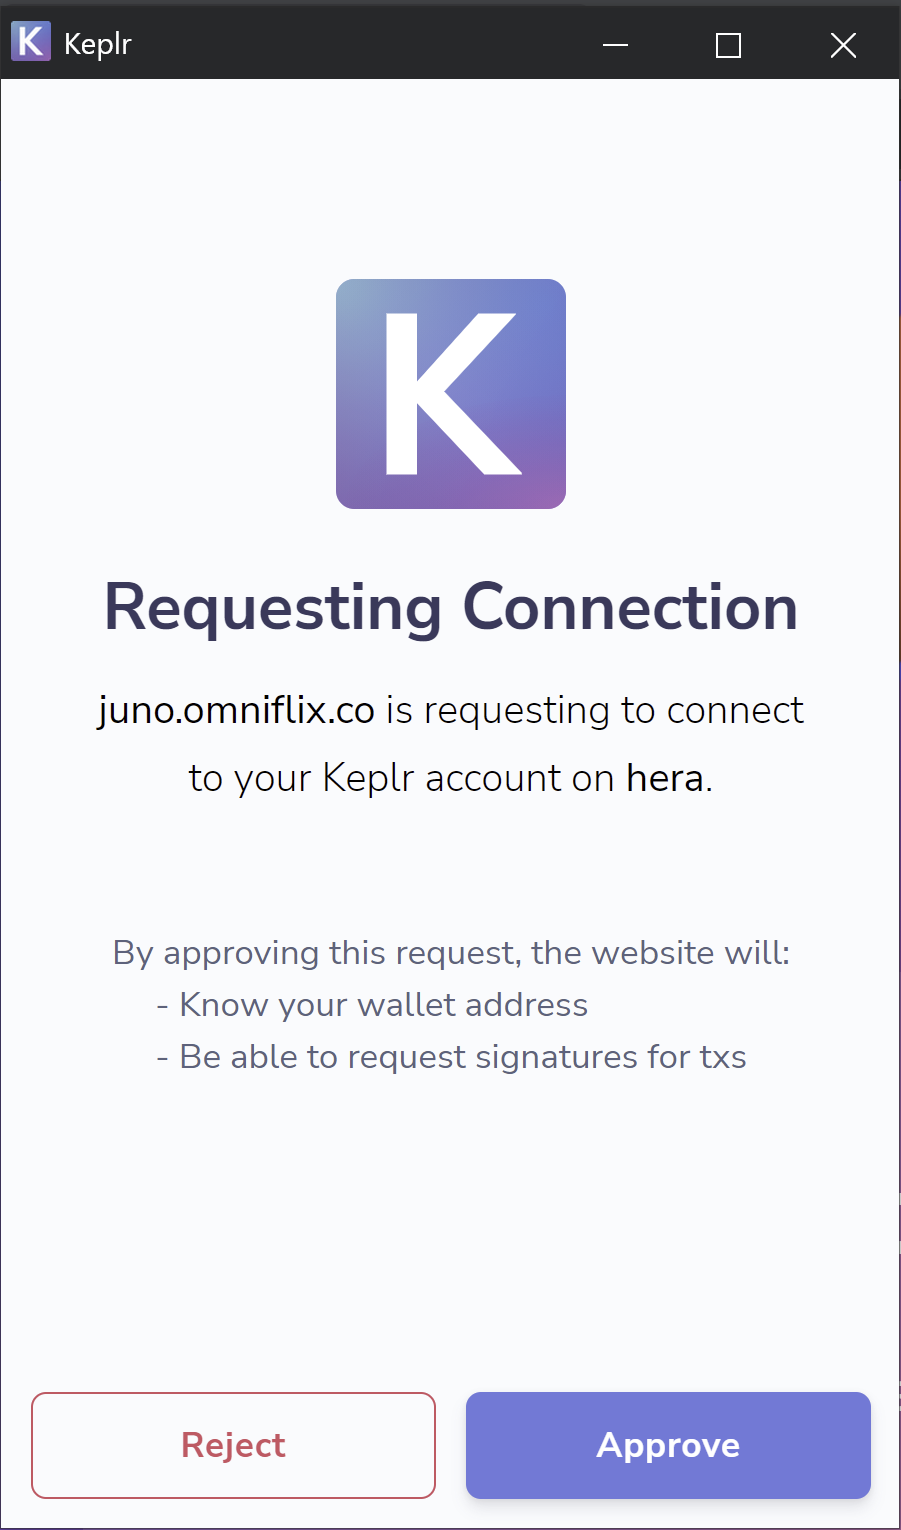 K Keplr
K
Requesting Connection
juno.omniflix.co is requesting to connect
to your Keplr account on hera.
By approving this request, the website will:
- Know your wallet address
- Be able to request signatures for txs
Reject Approve